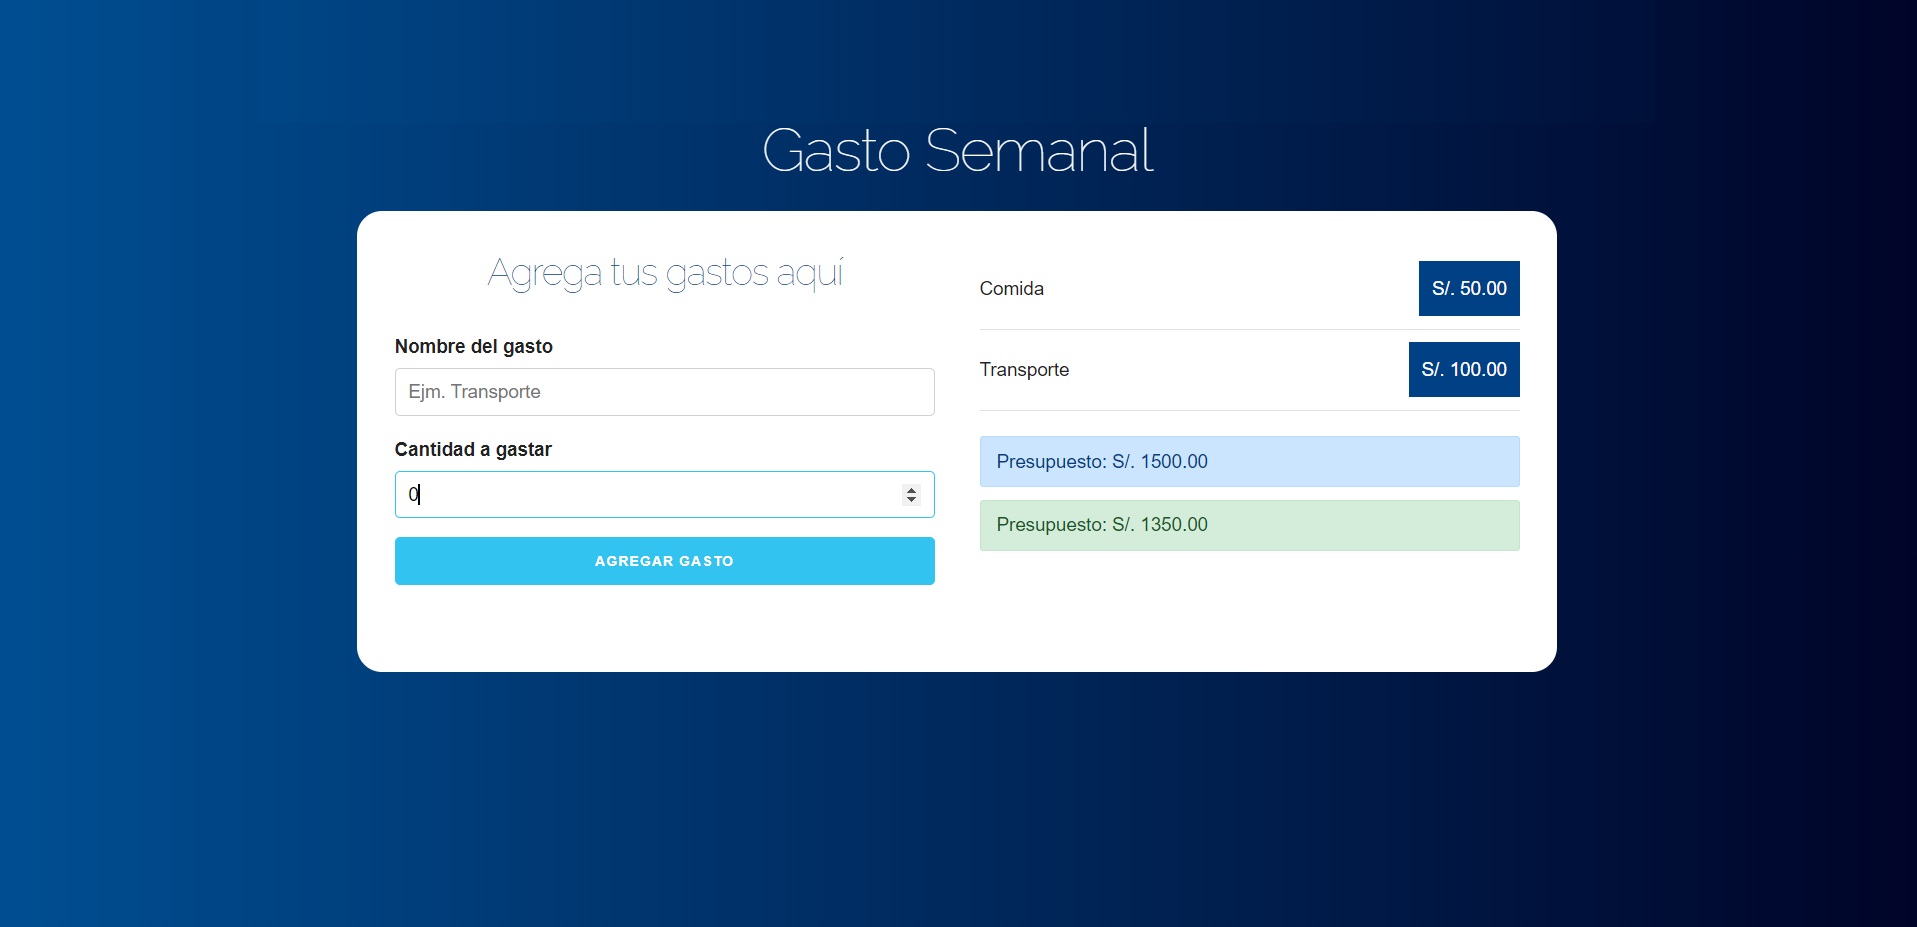 Gasto Semanal
Agrega tus gastos aquí
Nombre del gasto
Ejm. Transporte
Cantidad a gastar
0
AGREGAR GASTO
Comida
S/. 50.00
Transporte
S/. 100.00
Presupuesto: S/. 1500.00
Presupuesto: S/. 1350.00